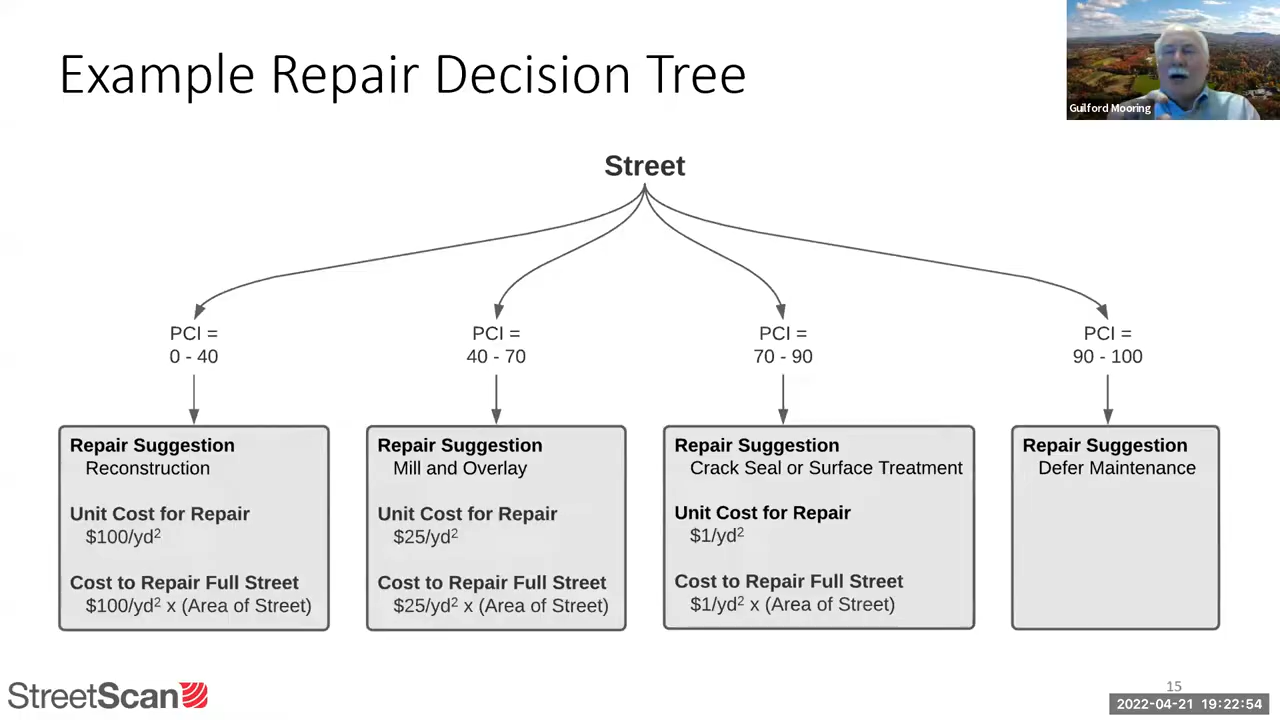 Example Repair Decision Tree
Guilford Mooring
Street
PCI =
0 - 40
PCI =
40 - 70
PCI =
70 - 90
PCI =
90 - 100
Repair Suggestion
Reconstruction
Unit Cost for Repair
$100/yd²
Cost to Repair Full Street
$100/yd² x (Area of Street)
Repair Suggestion
Mill and Overlay
Unit Cost for Repair
$25/yd²
Cost to Repair Full Street
$25/yd² x (Area of Street)
Repair Suggestion
Crack Seal or Surface Treatment
Unit Cost for Repair
$1/yd²
Cost to Repair Full Street
$1/yd² x (Area of Street)
Repair Suggestion
Defer Maintenance
StreetScan
15
2022-04-21 19:22:54